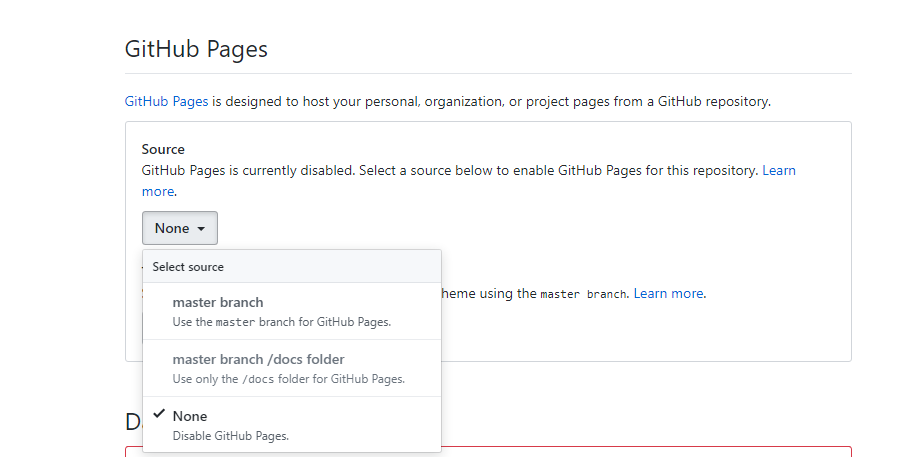 GitHub Pages
GitHub Pages is designed to host your personal, organization, or project pages from a GitHub repository.
Source
GitHub Pages is currently disabled. Select a source below to enable GitHub Pages for this repository. Learn
more.
None
Select source
heme using the master branch. Learn more.
master branch
Use the master branch for GitHub Pages.
master branch /docs folder
Use only the /docs folder for GitHub Pages.
None
Disable GitHub Pages.